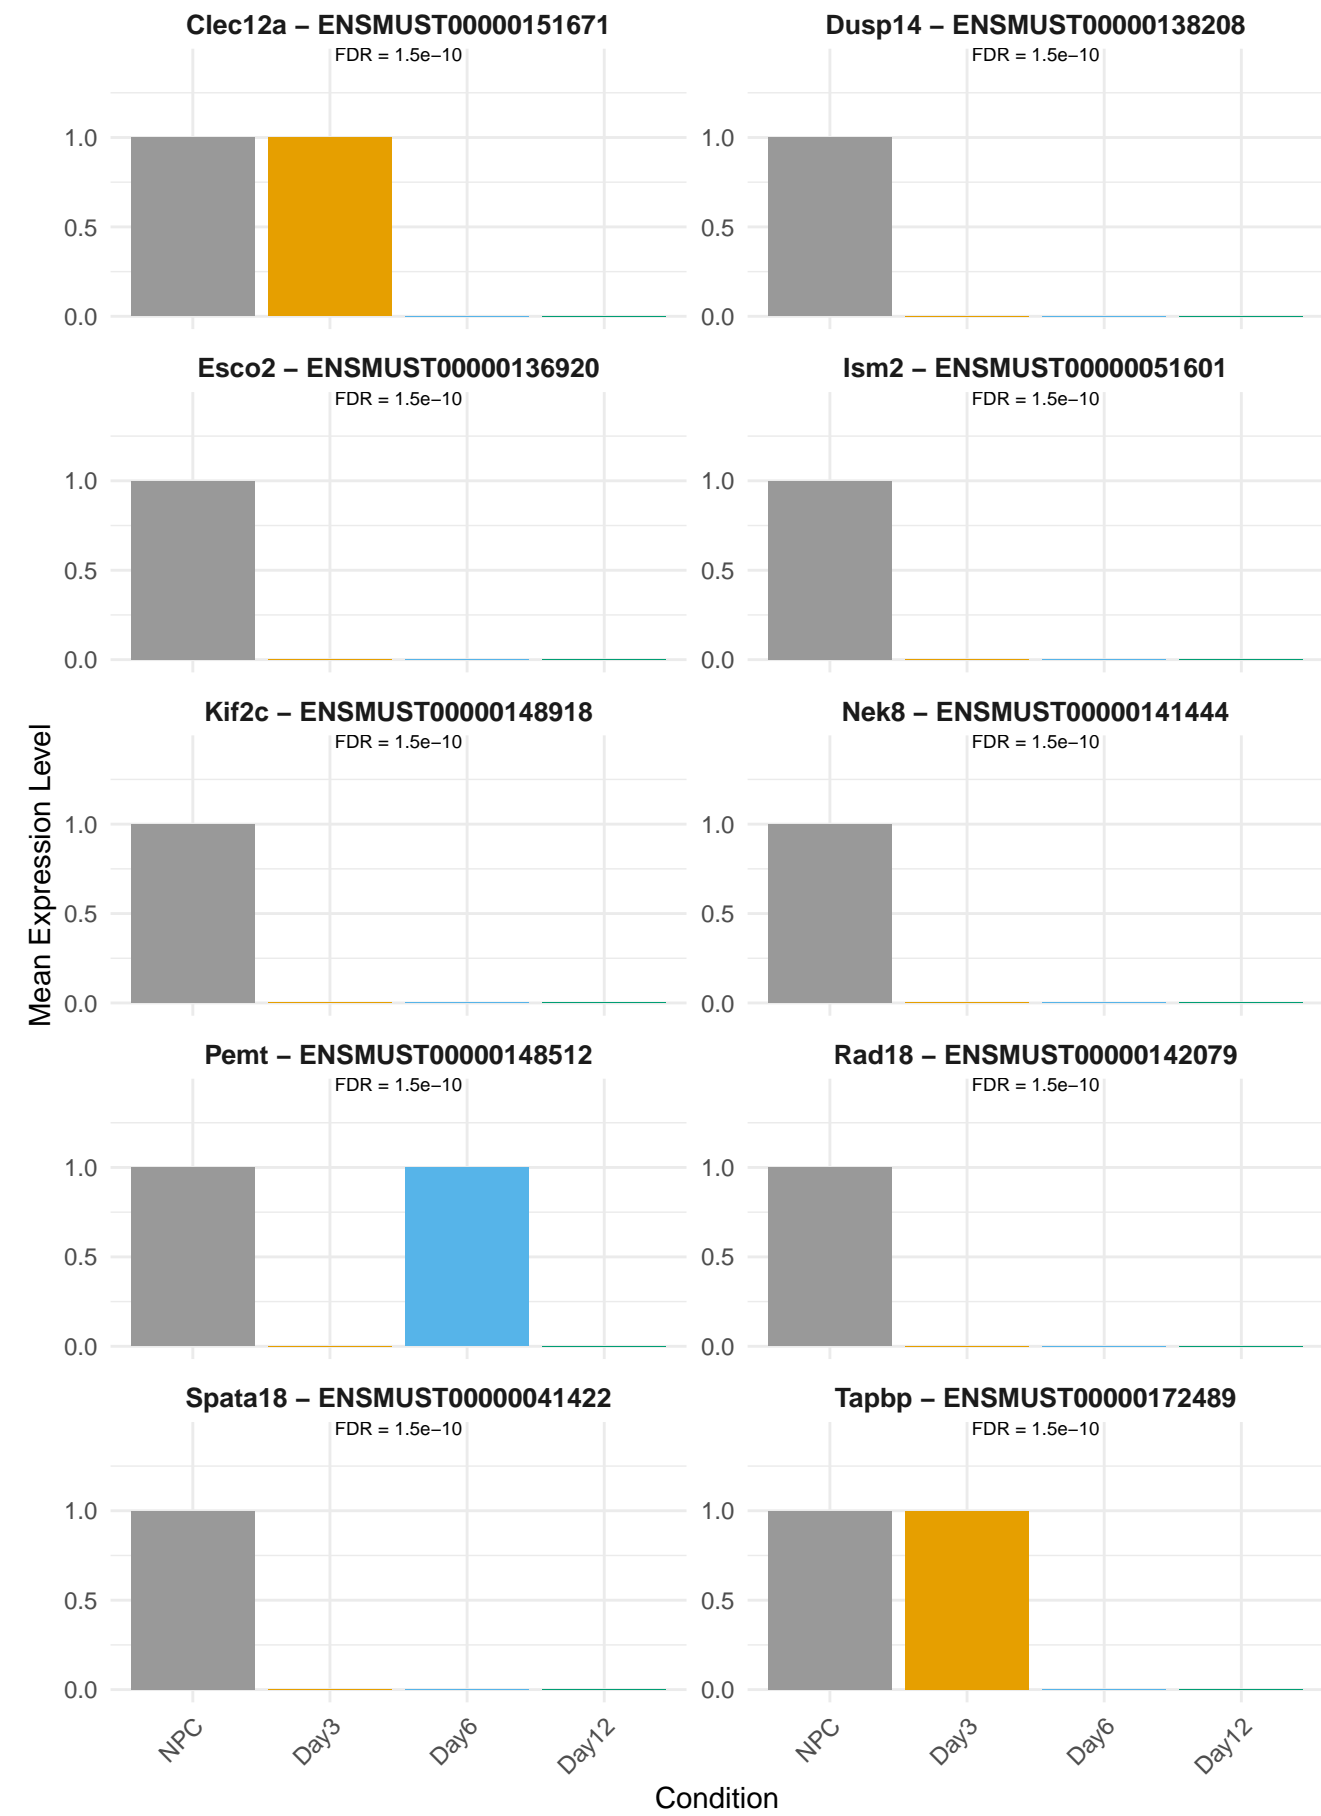 Clec12a – ENSMUST00000151671
FDR = 1.5e−10
1.0
0.5
0.0
Dusp14 – ENSMUST00000138208
FDR = 1.5e−10
1.0
0.5
0.0
Esco2 – ENSMUST00000136920
FDR = 1.5e−10
1.0
0.5
0.0
Ism2 – ENSMUST00000051601
FDR = 1.5e−10
1.0
0.5
0.0
Mean Expression Level
Kif2c – ENSMUST00000148918
FDR = 1.5e−10
1.0
0.5
0.0
Nek8 – ENSMUST00000141444
FDR = 1.5e−10
1.0
0.5
0.0
Pemt – ENSMUST00000148512
FDR = 1.5e−10
1.0
0.5
0.0
Rad18 – ENSMUST00000142079
FDR = 1.5e−10
1.0
0.5
0.0
Spata18 – ENSMUST00000041422
FDR = 1.5e−10
1.0
0.5
0.0
NPC
Day3
Day6
Day12
Tapbp – ENSMUST00000172489
FDR = 1.5e−10
1.0
0.5
0.0
NPC
Day3
Day6
Day12
Condition